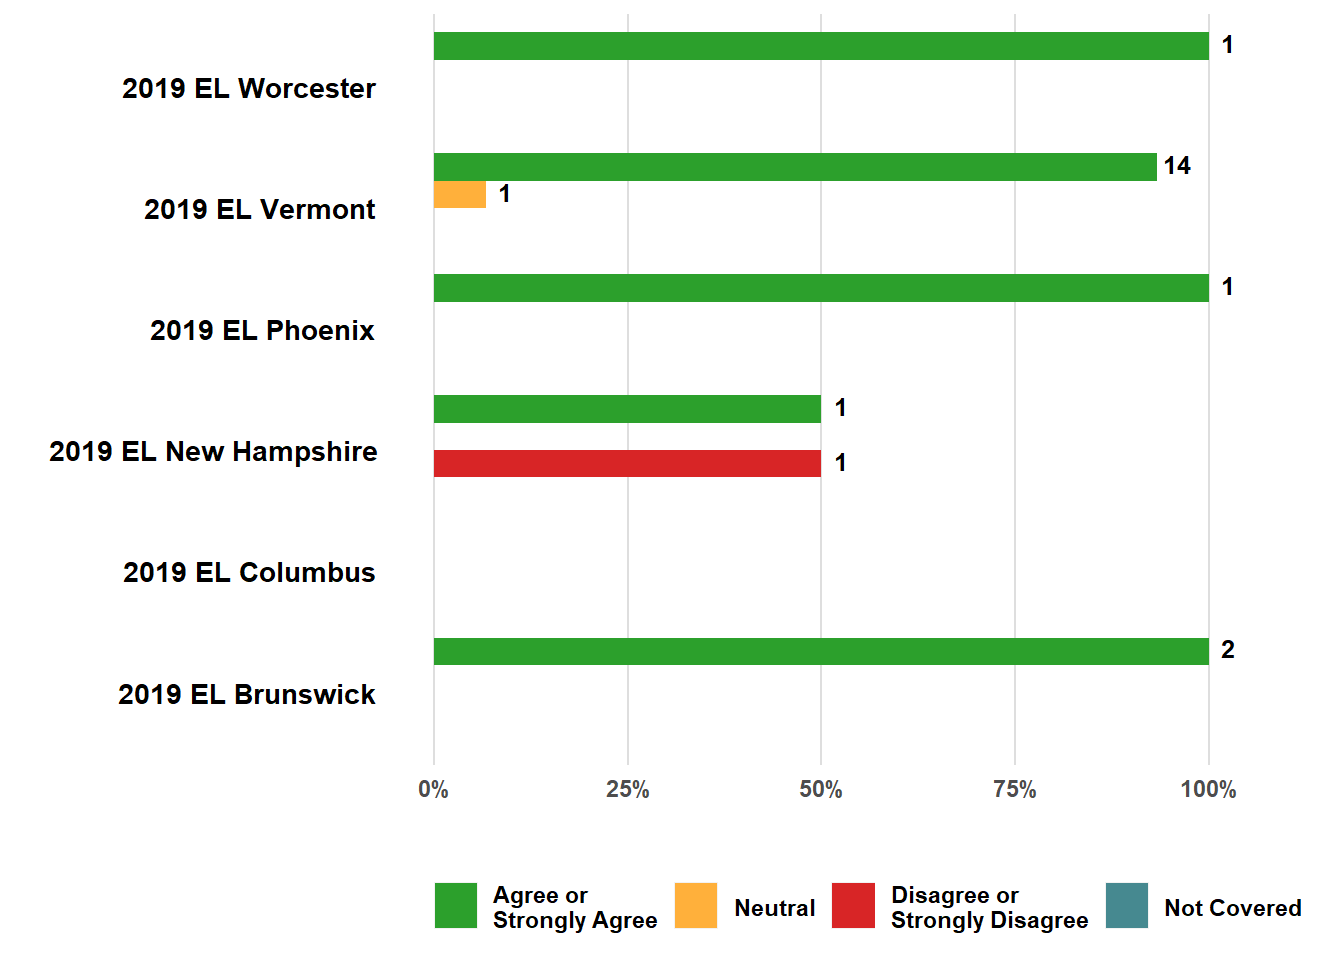 1
2019 EL Worcester
14
1
2019 EL Vermont
1
2019 EL Phoenix
1
2019 EL New Hampshire
1
2019 EL Columbus
2
2019 EL Brunswick
0% 25% 50% 75% 100%
Agree or
Strongly Agree
Neutral
Disagree or
Strongly Disagree
Not Covered